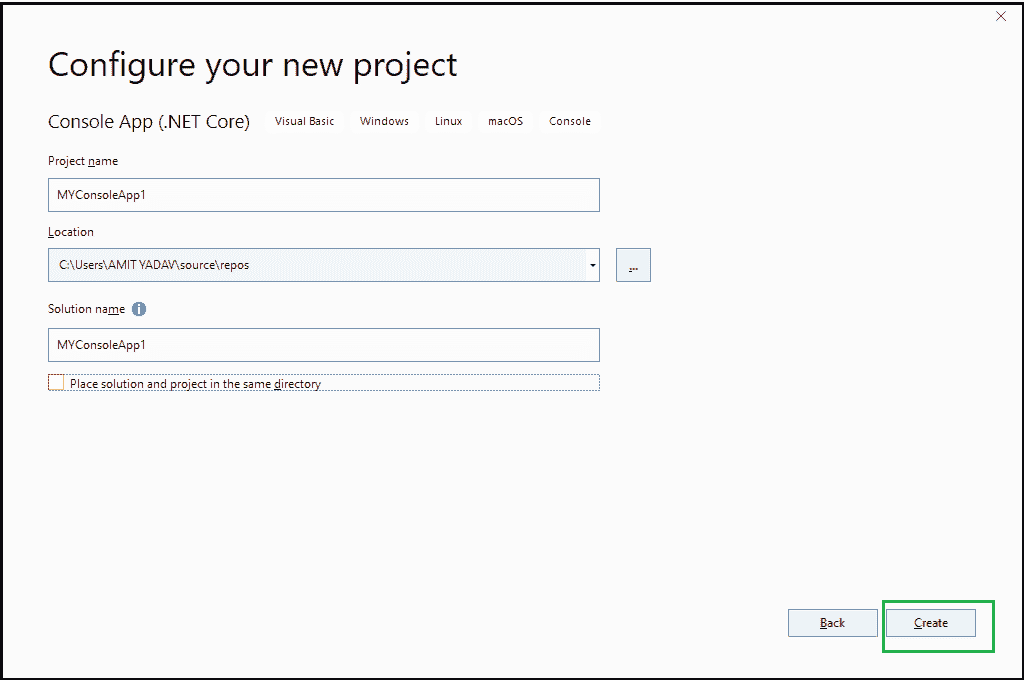 Configure your new project
Console App (.NET Core) Visual Basic Windows Linux macOS Console
Project name
MYConsoleApp1
Location
C:\Users\AMIT YADAV\source\repos
...
Solution name
MYConsoleApp1
Place solution and project in the same directory
Back Create